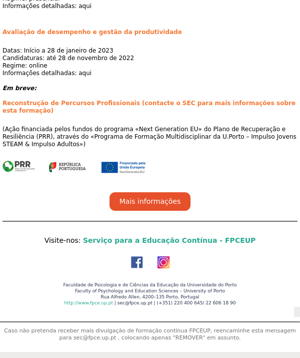 Informações detalhadas: aqui
Avaliação de desempenho e gestão da produtividade
Datas: Início a 28 de janeiro de 2023
Candidaturas: até 28 de novembro de 2022
Regime: online
Informações detalhadas: aqui
Em breve:
Reconstrução de Percursos Profissionais (contacte o SEC para mais informações sobre
esta formação)
(Ação financiada pelos fundos do programa «Next Generation EU» do Plano de Recuperação e
Resiliência (PRR), através do «Programa de Formação Multidisciplinar da U.Porto – Impulso Jovens
STEAM & Impulso Adultos»)
PRR
REPÚBLICA
PORTUGUESA
Financiado pela
União Europeia
Mais informações
Visite-nos: Serviço para a Educação Contínua - FPCEUP
Faculdade de Psicologia e de Ciências da Educação da Universidade do Porto
Faculty of Psychology and Education Sciences - University of Porto
Rua Alfredo Allen, 4200-135 Porto, Portugal
http://www.fpce.up.pt | sec@fpce.up.pt | (+351) 220 400 645/ 22 606 18 90
Caso não pretenda receber mais divulgação de formação contínua FPCEUP, reencaminhe esta mensagem
para sec@fpce.up.pt , colocando apenas "REMOVER" em assunto.